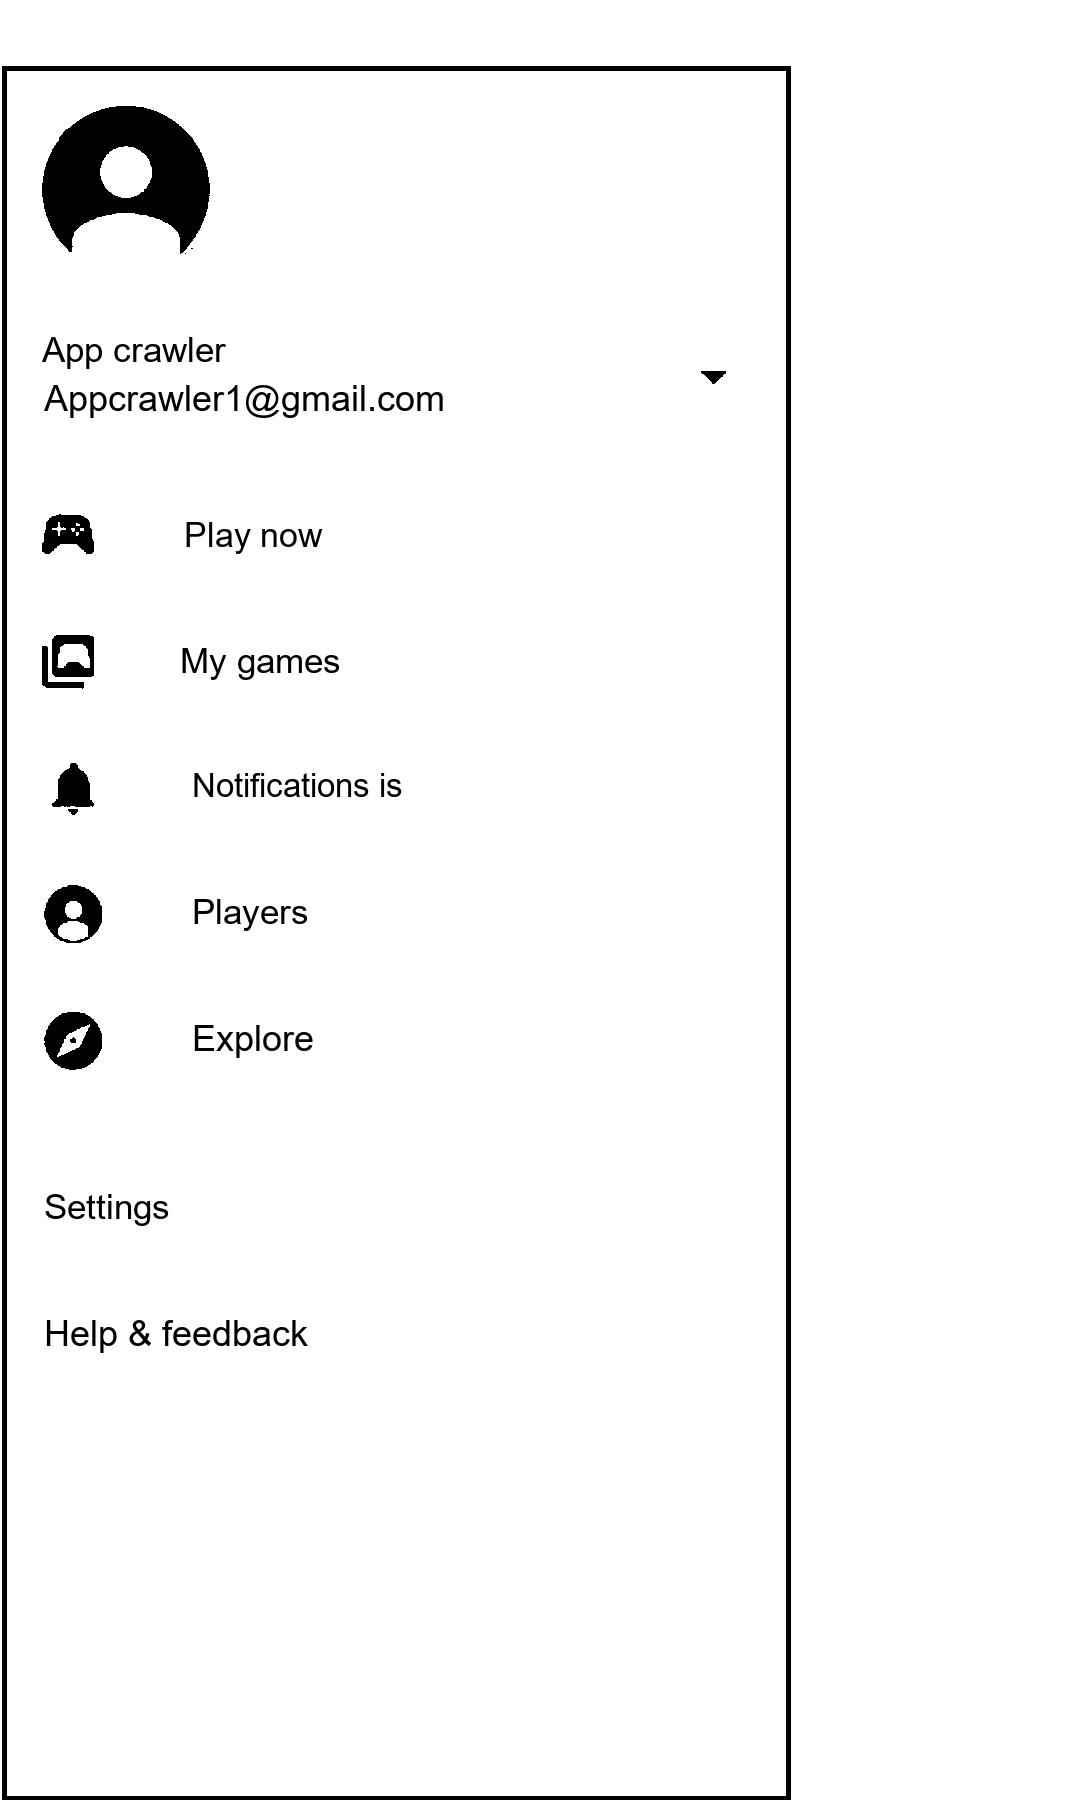 App crawler
Appcrawler1@gmail.com
Play now
My games
Notifications is
Players
Explore
Settings
Help & feedback